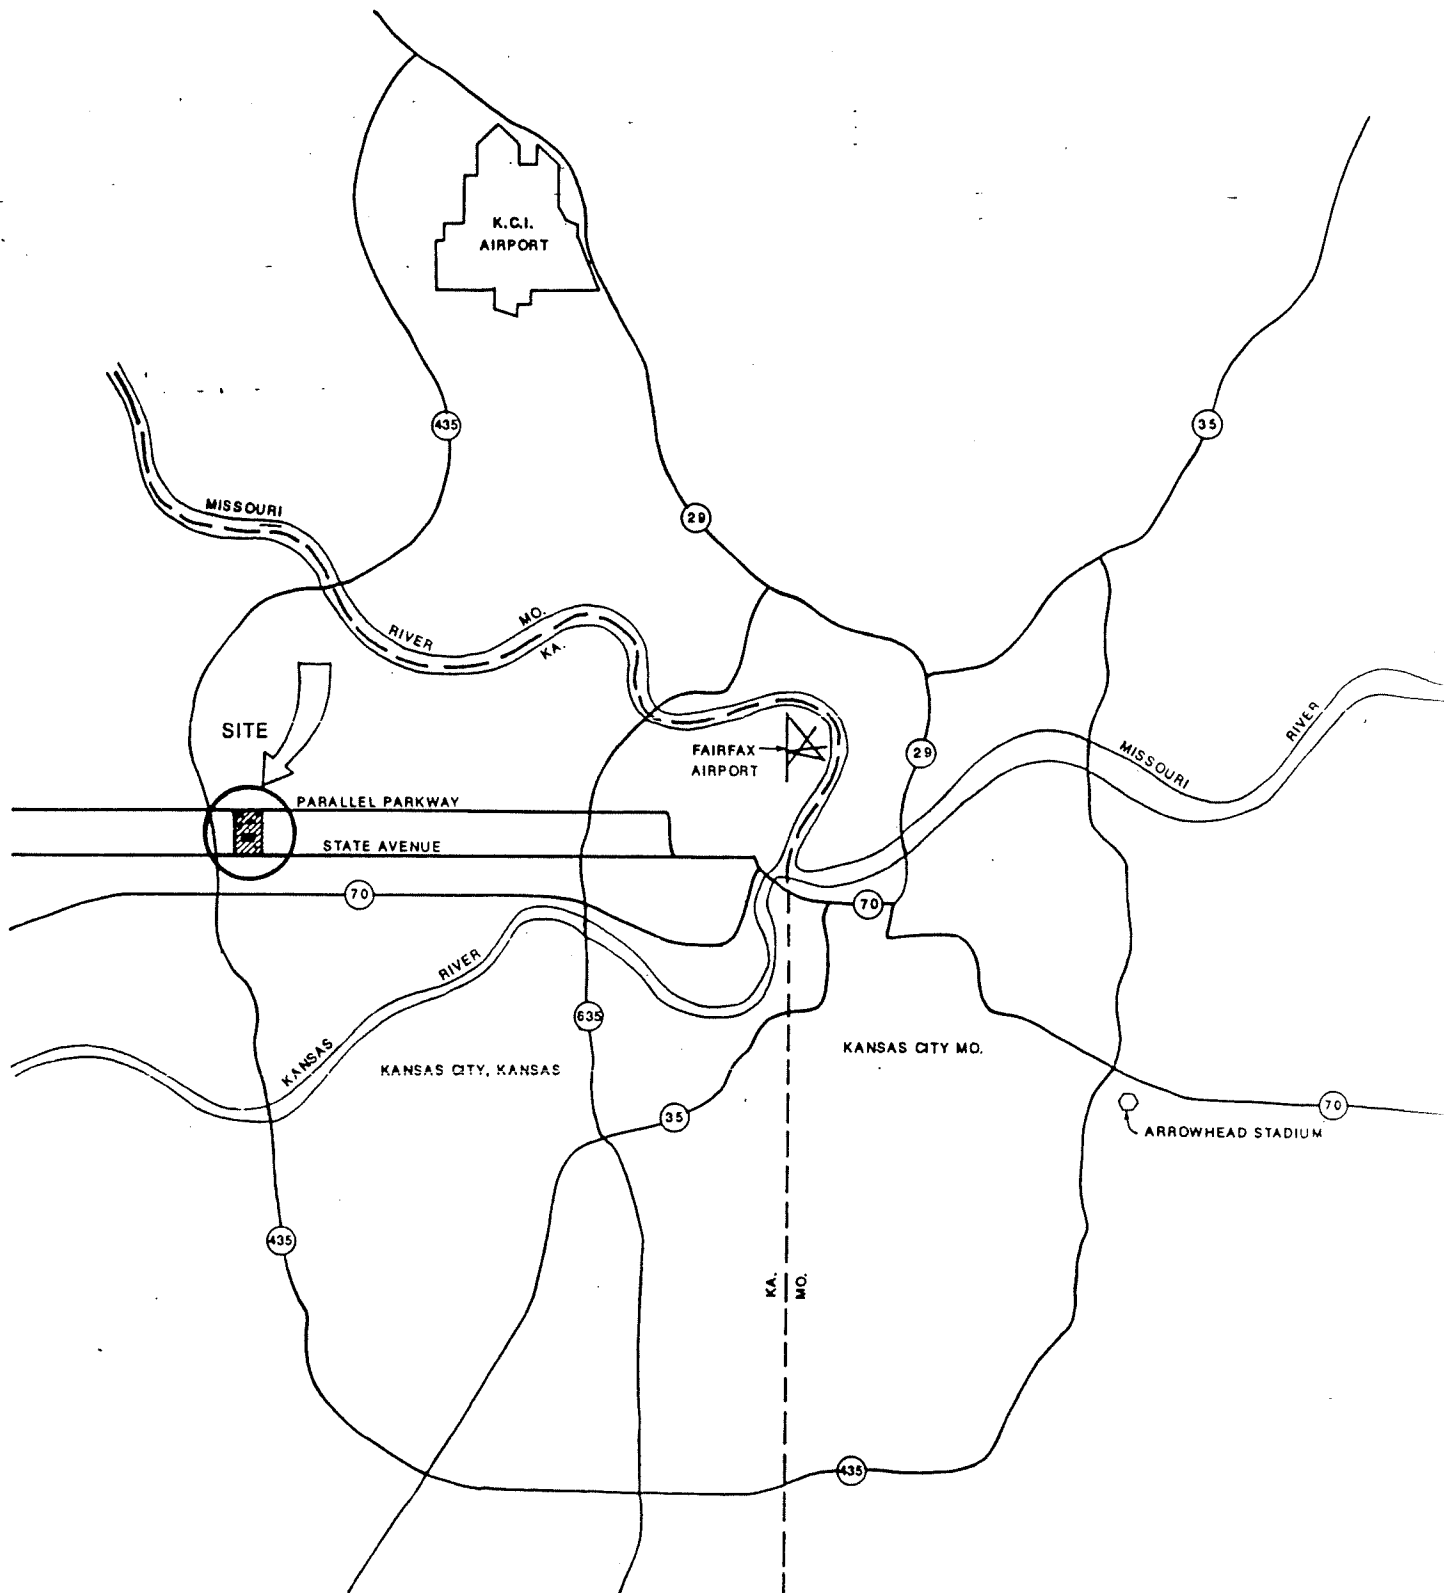 K.C.I.
AIRPORT
435
35
MISSOURI
29
RIVER
MO.
KA.
SITE
FAIRFAX
AIRPORT
29
MISSOURI
RIVER
PARALLEL PARKWAY
STATE AVENUE
70
70
RIVER
KANSAS
635
KANSAS CITY, KANSAS
KANSAS CITY MO.
35
70
ARROWHEAD STADIUM
435
KA.
MO.
435